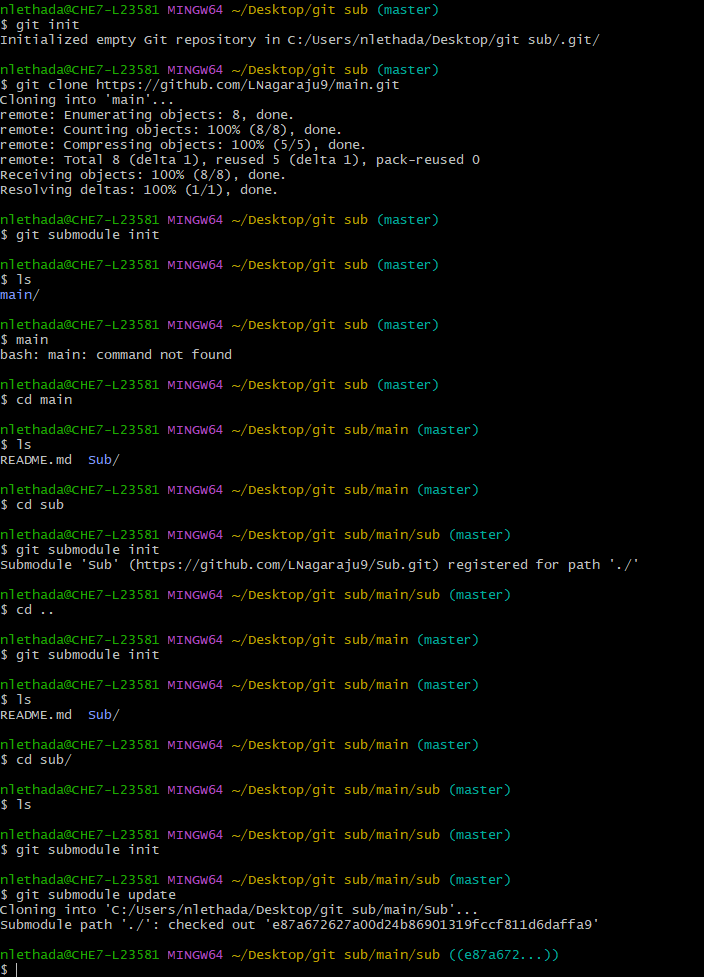 nlethada@CHE7-L23581 MINGW64 ~/Desktop/git sub (master)
$ git init
Initialized empty Git repository in C:/Users/nlethada/Desktop/git sub/.git/
nlethada@CHE7-L23581 MINGW64 ~/Desktop/git sub (master)
$ git clone https://github.com/LNagaraju9/main.git
Cloning into 'main'...
remote: Enumerating objects: 8, done.
remote: Counting objects: 100% (8/8), done.
remote: Compressing objects: 100% (5/5), done.
remote: Total 8 (delta 1), reused 5 (delta 1), pack-reused 0
Receiving objects: 100% (8/8), done.
Resolving deltas: 100% (1/1), done.
nlethada@CHE7-L23581 MINGW64 ~/Desktop/git sub (master)
$ git submodule init
nlethada@CHE7-L23581 MINGW64 ~/Desktop/git sub (master)
$ ls
main/
nlethada@CHE7-L23581 MINGW64 ~/Desktop/git sub (master)
$ main
bash: main: command not found
nlethada@CHE7-L23581 MINGW64 ~/Desktop/git sub (master)
$ cd main
nlethada@CHE7-L23581 MINGW64 ~/Desktop/git sub/main (master)
$ ls
README.md  Sub/
nlethada@CHE7-L23581 MINGW64 ~/Desktop/git sub/main (master)
$ cd sub
nlethada@CHE7-L23581 MINGW64 ~/Desktop/git sub/main/sub (master)
$ git submodule init
Submodule 'Sub' (https://github.com/LNagaraju9/Sub.git) registered for path './'
nlethada@CHE7-L23581 MINGW64 ~/Desktop/git sub/main/sub (master)
$ cd ..
nlethada@CHE7-L23581 MINGW64 ~/Desktop/git sub/main (master)
$ git submodule init
nlethada@CHE7-L23581 MINGW64 ~/Desktop/git sub/main (master)
$ ls
README.md  Sub/
nlethada@CHE7-L23581 MINGW64 ~/Desktop/git sub/main (master)
$ cd sub/
nlethada@CHE7-L23581 MINGW64 ~/Desktop/git sub/main/sub (master)
$ ls
nlethada@CHE7-L23581 MINGW64 ~/Desktop/git sub/main/sub (master)
$ git submodule init
nlethada@CHE7-L23581 MINGW64 ~/Desktop/git sub/main/sub (master)
$ git submodule update
Cloning into 'C:/Users/nlethada/Desktop/git sub/main/Sub'...
Submodule path './': checked out 'e87a672627a00d24b86901319fccf811d6daffa9'
nlethada@CHE7-L23581 MINGW64 ~/Desktop/git sub/main/sub ((e87a672...))
$